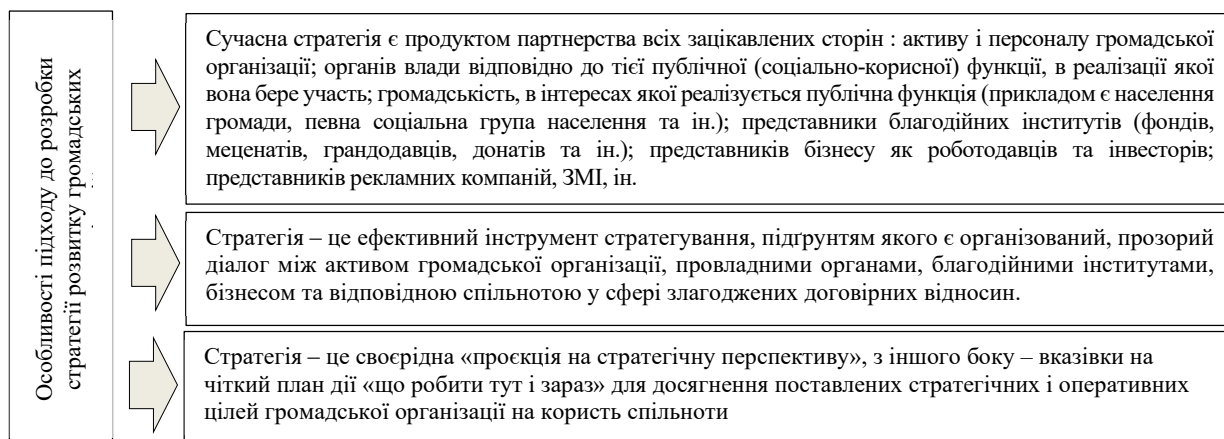 Особливості підходу до розробки
стратегії розвитку громадських
Сучасна стратегія є продуктом партнерства всіх зацікавлених сторін : активу і персоналу громадської
організації; органів влади відповідно до тієї публічної (соціально-корисної) функції, в реалізації якої
вона бере участь; громадськість, в інтересах якої реалізується публічна функція (прикладом є населення
громади, певна соціальна група населення та ін.); представники благодійних інститутів (фондів,
меценатів, грандодавців, донатів та ін.); представників бізнесу як роботодавців та інвесторів;
представників рекламних компаній, ЗМІ, ін.
Стратегія – це ефективний інструмент стратегування, підґрунтям якого є організований, прозорий
діалог між активом громадської організації, провладними органами, благодійними інститутами,
бізнесом та відповідною спільнотою у сфері злагоджених договірних відносин.
Стратегія – це своєрідна «проєкція на стратегічну перспективу», з іншого боку – вказівки на
чіткий план дії «що робити тут і зараз» для досягнення поставлених стратегічних і оперативних
цілей громадської організації на користь спільноти